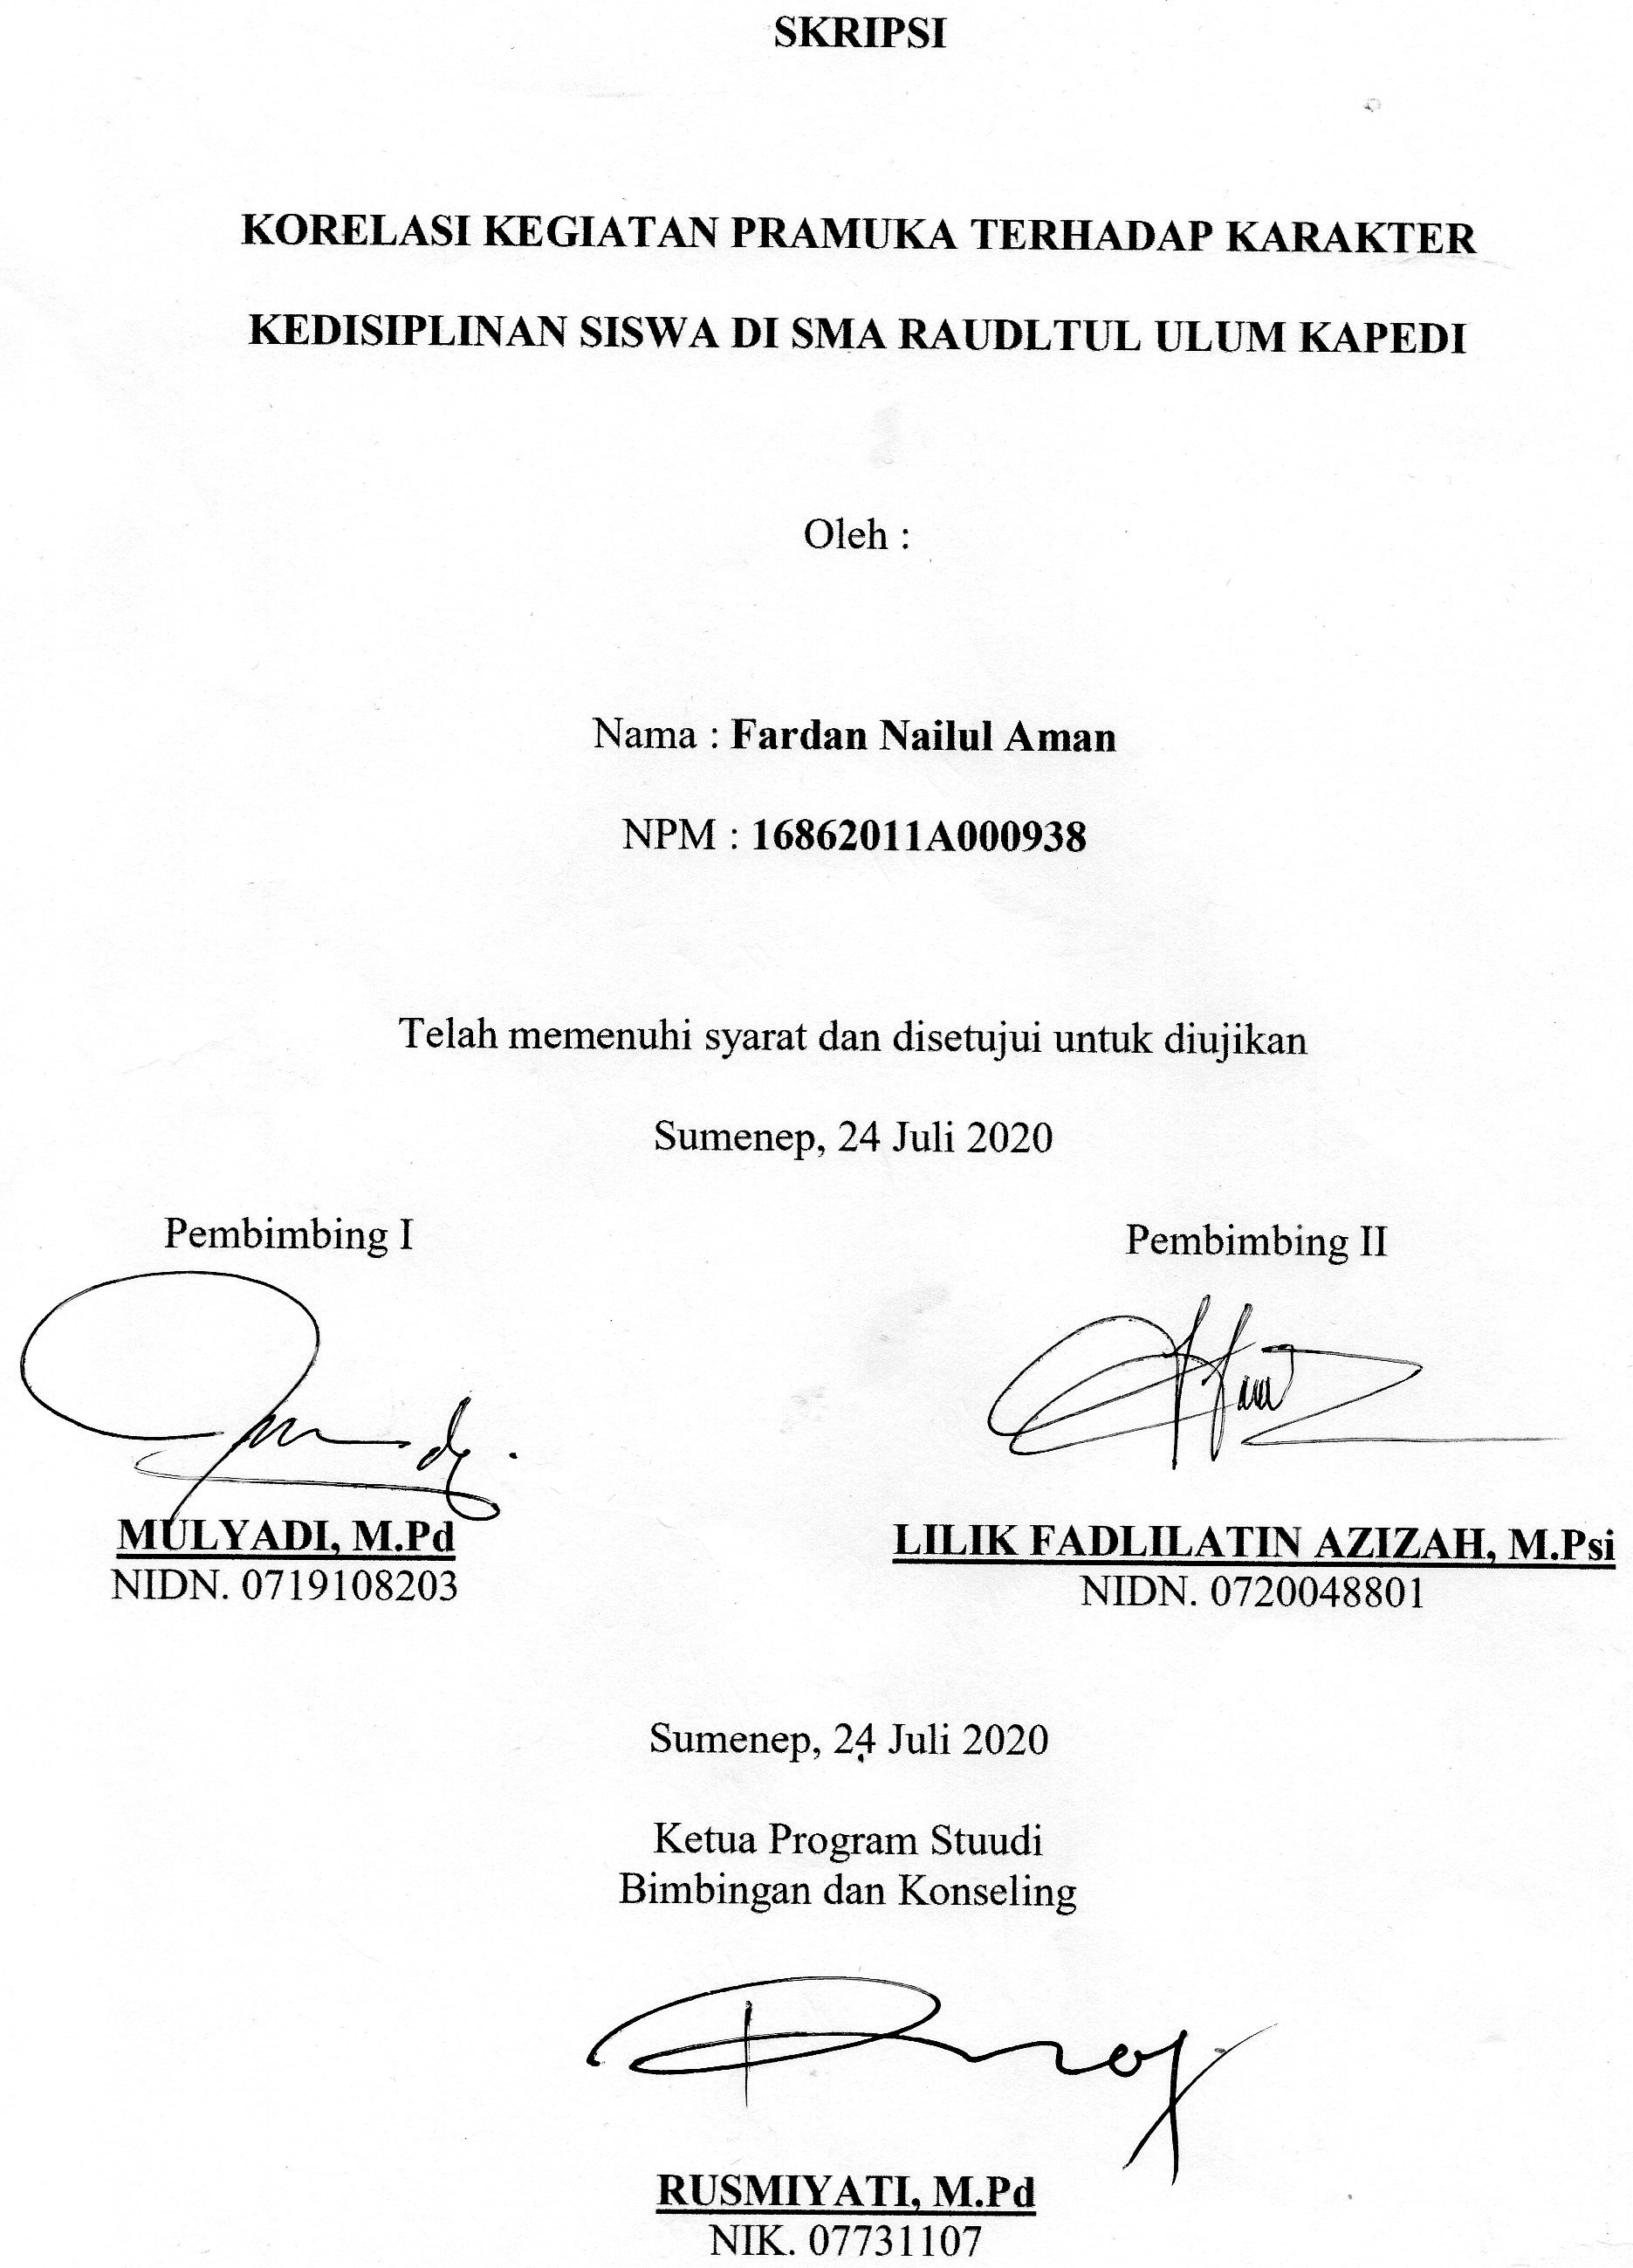 SKRIPSI
KORELASI KEGIATAN PRAMUKA TERHADAP KARAKTER
KEDISIPLINAN SISWA DI SMA RAUDLTUL ULUM KAPEDI
Oleh :
Nama : Fardan Nailul Aman
NPM : 16862011A000938
Telah memenuhi syarat dan disetujui untuk diujikan
Sumenep, 24 Juli 2020
Pembimbing I
Pembimbing II
MULYADI, M.Pd
NIDN. 0719108203
LILIK FADLILATIN AZIZAH, M.Psi
NIDN. 0720048801
Sumenep, 24 Juli 2020
Ketua Program Stuudi
Bimbingan dan Konseling
RUSMIYATI, M.Pd
NIK. 07731107